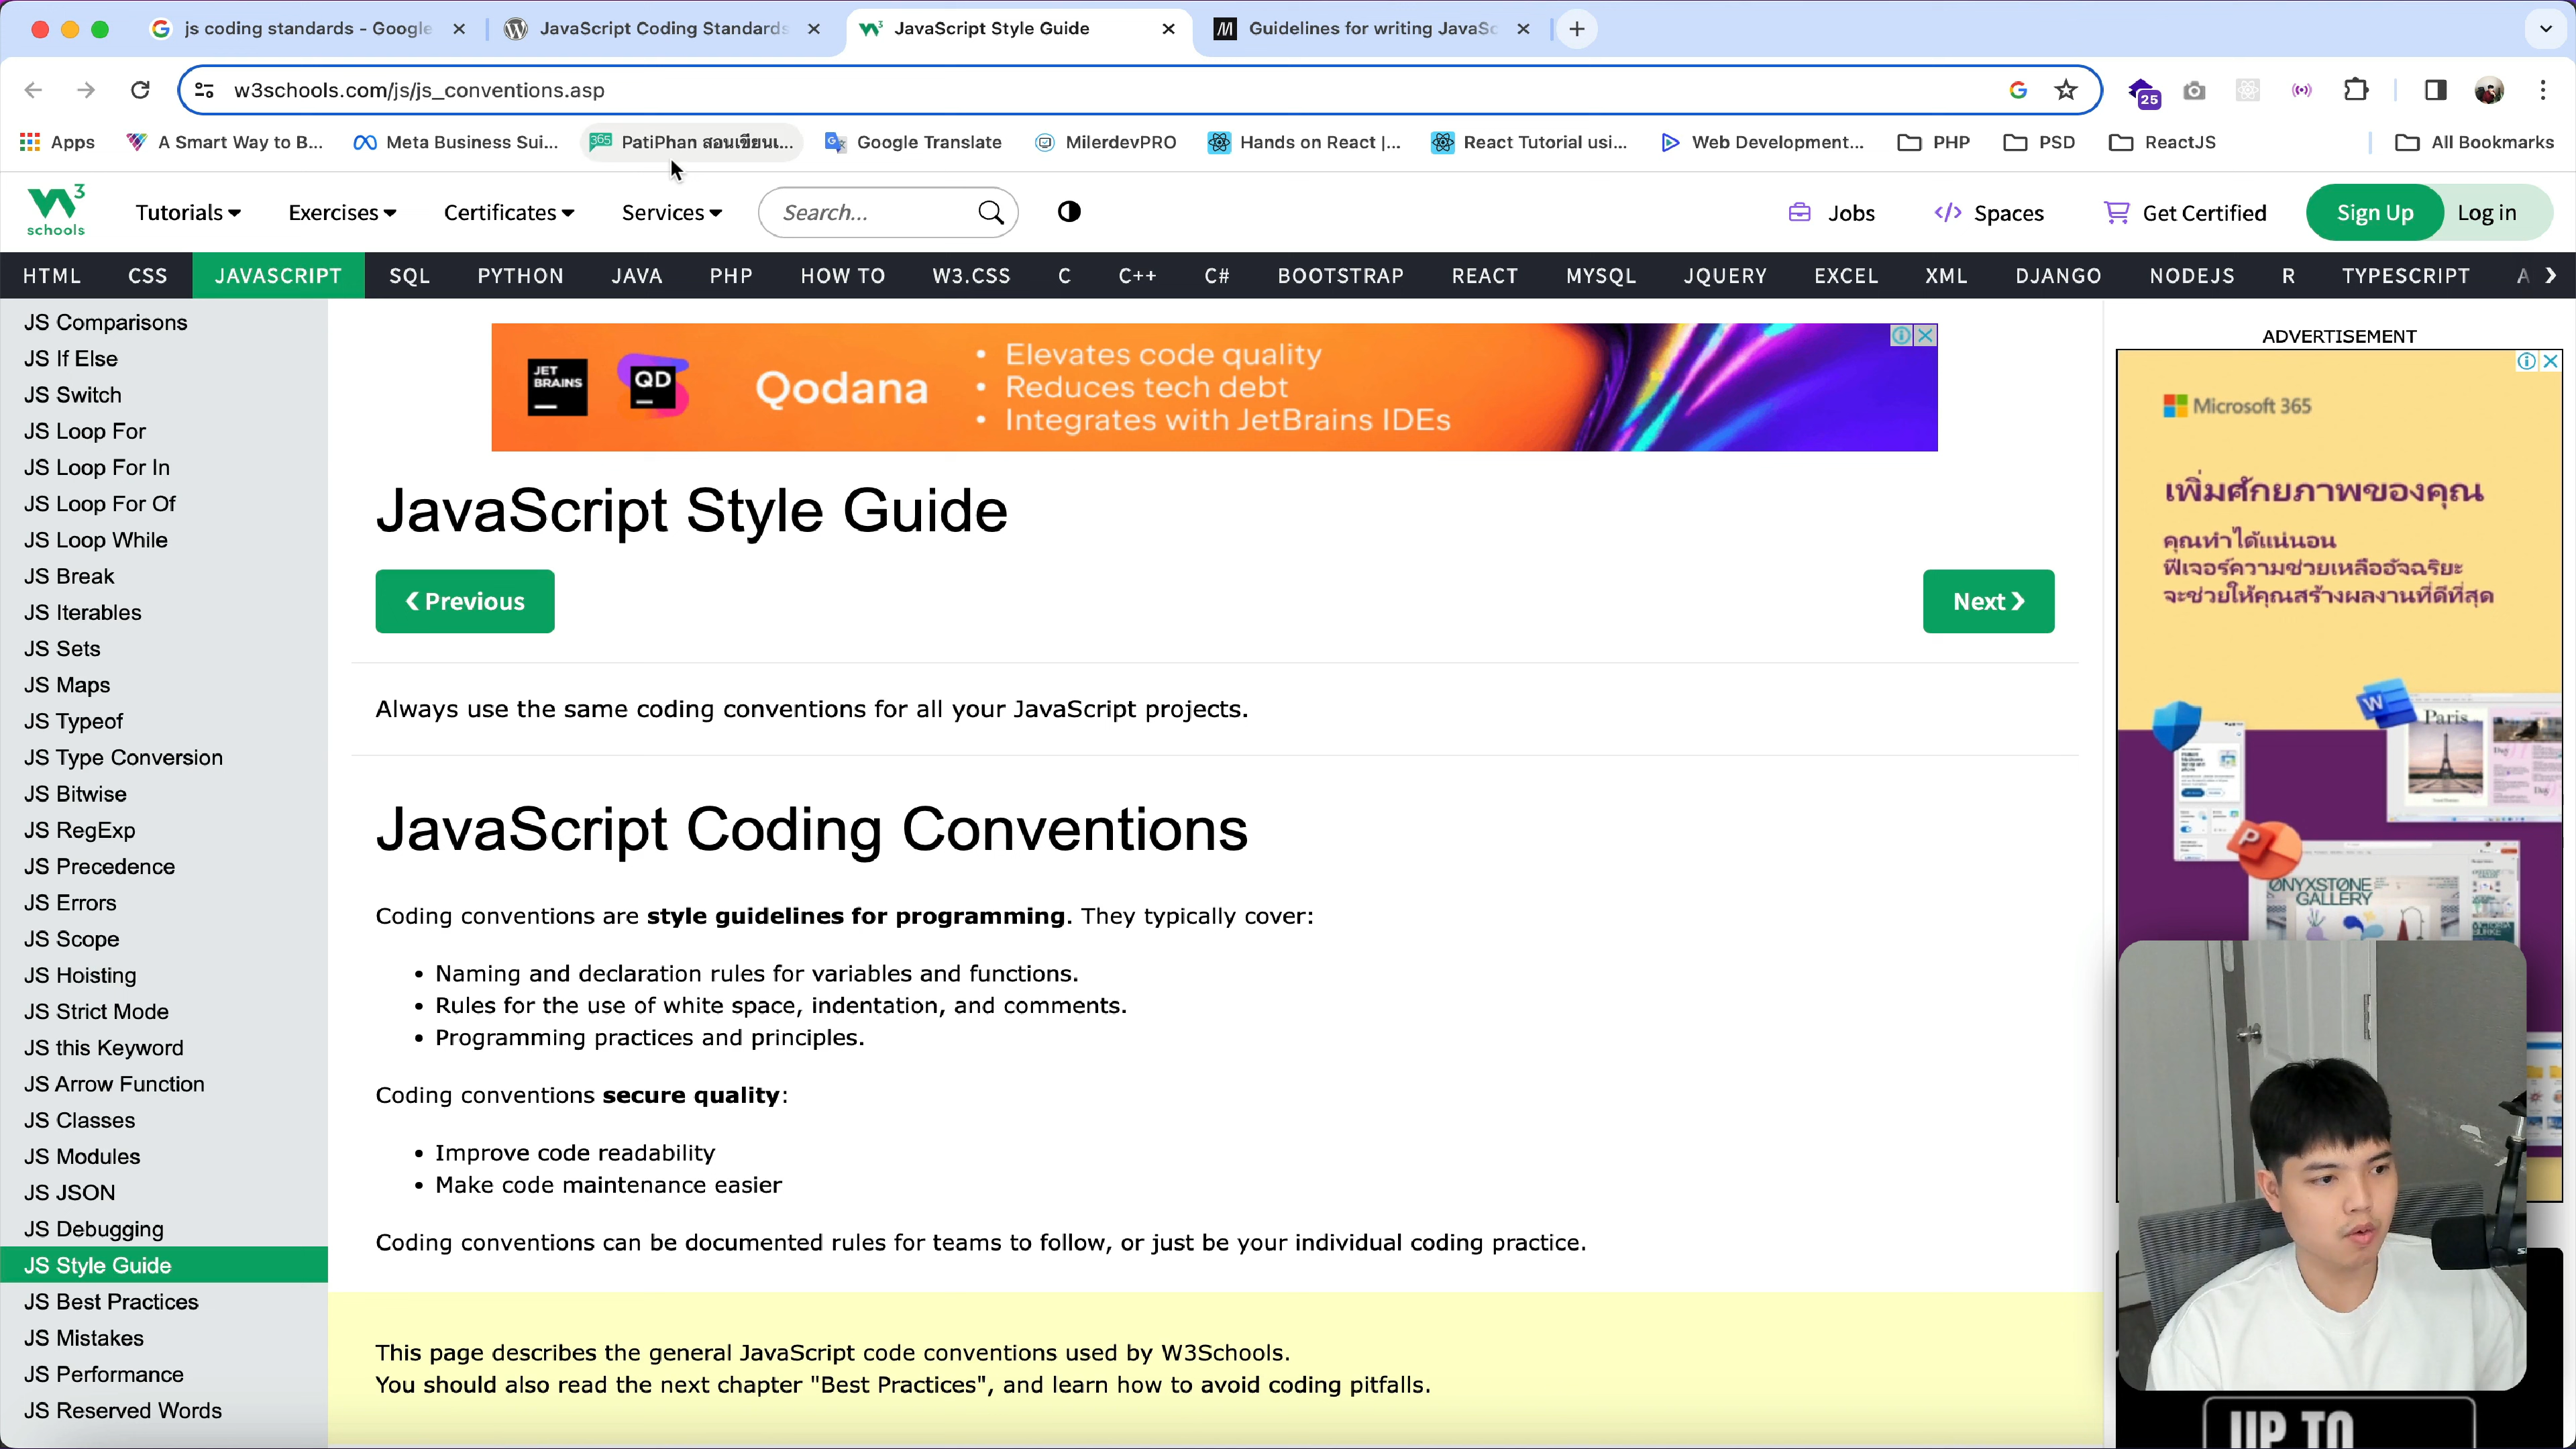 js coding standards - Google
JavaScript Coding Standards
JavaScript Style Guide
Guidelines for writing JavaSc
w3schools.com/js/js_conventions.asp
25
Apps
A Smart Way to B...
Meta Business Sui...
PatiPhan สอนเขียนเ...
Google Translate
MilerdevPRO
Hands on React |...
React Tutorial usi...
Web Development...
PHP
PSD
ReactJS
All Bookmarks
3
schools
Tutorials
Exercises
Certificates
Services
Search...
Jobs
Spaces
Get Certified
Sign Up
Log in
HTML
CSS
JAVASCRIPT
SQL
PYTHON
JAVA
PHP
HOW TO
W3.CSS
C
C++
C#
BOOTSTRAP
REACT
MYSQL
JQUERY
EXCEL
XML
DJANGO
NODEJS
R
TYPESCRIPT
A
JS Comparisons
JS If Else
JS Switch
JS Loop For
JS Loop For In
JS Loop For Of
JS Loop While
JS Break
JS Iterables
JS Sets
JS Maps
JS Typeof
JS Type Conversion
JS Bitwise
JS RegExp
JS Precedence
JS Errors
JS Scope
JS Hoisting
JS Strict Mode
JS this Keyword
JS Arrow Function
JS Classes
JS Modules
JS JSON
JS Debugging
JS Style Guide
JS Best Practices
JS Mistakes
JS Performance
JS Reserved Words
JET
BRAINS
QD
Qodana
• Elevates code quality
• Reduces tech debt
• Integrates with JetBrains IDEs
JavaScript Style Guide
❮ Previous
Next ❯
Always use the same coding conventions for all your JavaScript projects.
JavaScript Coding Conventions
Coding conventions are style guidelines for programming. They typically cover:
• Naming and declaration rules for variables and functions.
• Rules for the use of white space, indentation, and comments.
• Programming practices and principles.
Coding conventions secure quality:
• Improve code readability
• Make code maintenance easier
Coding conventions can be documented rules for teams to follow, or just be your individual coding practice.
This page describes the general JavaScript code conventions used by W3Schools.
You should also read the next chapter "Best Practices", and learn how to avoid coding pitfalls.
ADVERTISEMENT
Microsoft 365
เพิ่มศักยภาพของคุณ
คุณทำได้แน่นอน
ฟีเจอร์ความช่วยเหลืออัจฉริยะ
จะช่วยให้คุณสร้างผลงานที่ดีที่สุด
W
Paris
P
ONYXSTONE
GALLERY
UP TO